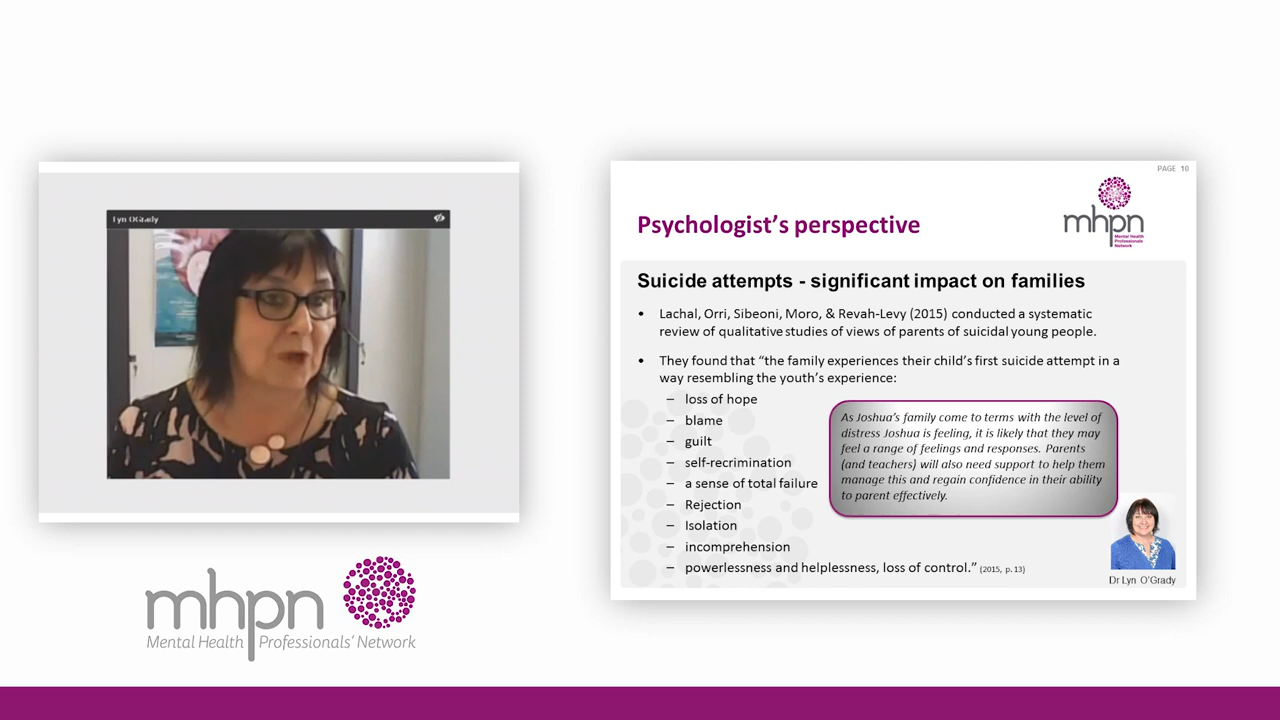 Lyn OGrady
mhpn
Mental Health Professionals' Network
PAGE 10
Psychologist's perspective
mhpn
Mental Health
Professionals
Network
Suicide attempts - significant impact on families
• Lachal, Orri, Sibeoni, Moro, & Revah-Levy (2015) conducted a systematic
review of qualitative studies of views of parents of suicidal young people.
• They found that “the family experiences their child’s first suicide attempt in a
way resembling the youth’s experience:
– loss of hope
– blame
– guilt
– self-recrimination
– a sense of total failure
– Rejection
– Isolation
– incomprehension
– powerlessness and helplessness, loss of control.” (2015, p.13)
As Joshua’s family come to terms with the level of
distress Joshua is feeling, it is likely that they may
feel a range of feelings and responses. Parents
(and teachers) will also need support to help them
manage this and regain confidence in their ability
to parent effectively.
Dr Lyn O’Grady